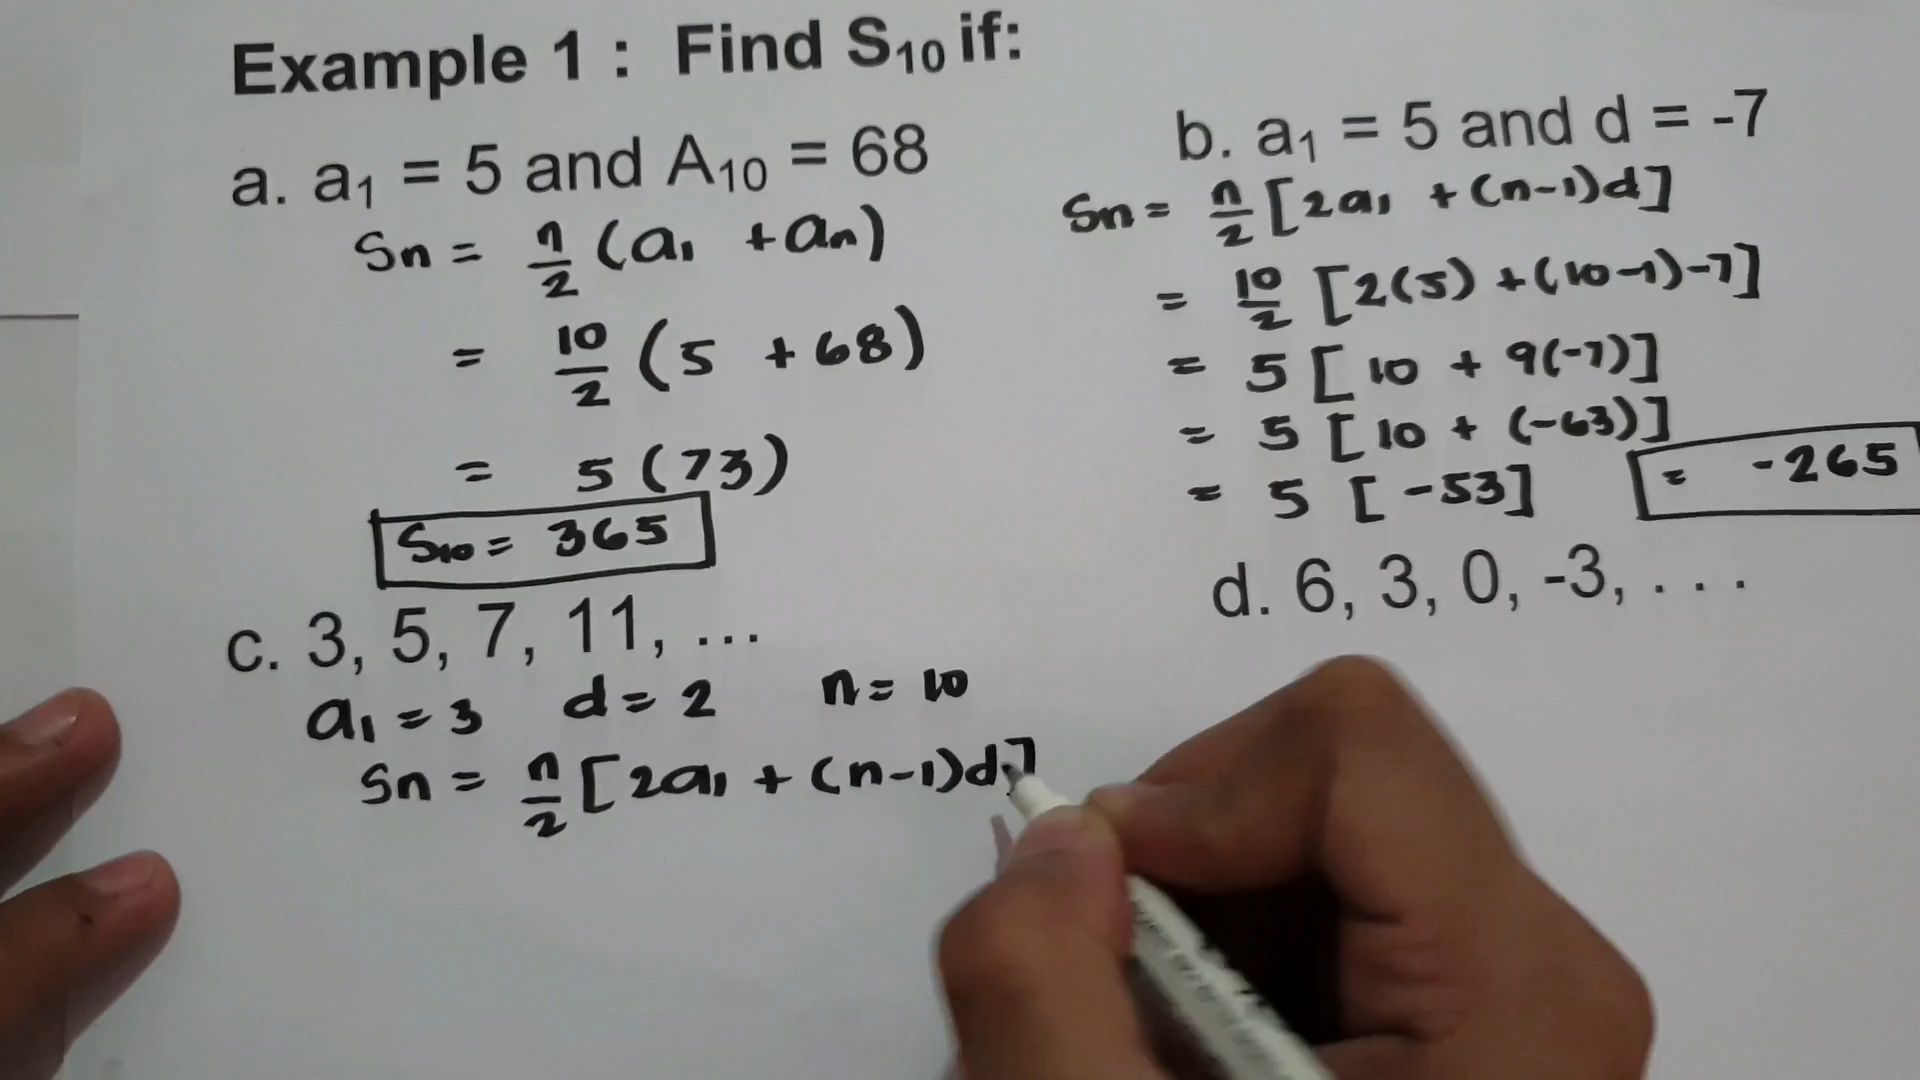 Example 1 : Find S10 if:
a. a1 = 5 and A10 = 68
Sn = n/2 (a1 + an)
= 10/2 (5 + 68)
= 5 (73)
S10 = 365
b. a1 = 5 and d = -7
Sn = n/2 [2a1 + (n-1)d]
= 10/2 [2(5) + (10-1)-7]
= 5 [10 + 9(-7)]
= 5 [10 + (-63)]
= 5 [-53] = -265
c. 3, 5, 7, 11, ...
a1 = 3 d = 2 n = 10
Sn = n/2 [2a1 + (n-1)d]
d. 6, 3, 0, -3, . . .